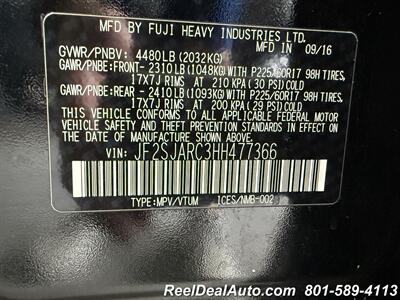 MFD BY FUJI HEAVY INDUSTRIES LTD.
IN 09/16
GVWR/PNBV: 4480LB (2032KG)
GAWR/PNBE:FRONT-2310LB(1048KG)WITH P225/60R17 98H TIRES,
17X7J RIMS, AT 210 KPA (30 PSI)COLD
GAWR/PNBE:REAR -2410LB(1093KG)WITH P225/60R17 98H TIRES,
17X7J RIMS, AT 200 KPA (29 PSI)COLD
THIS VEHICLE CONFORMS TO ALL APPLICABLE
FEDERAL MOTOR VEHICLE SAFETY, BUMPER, AND
THEFT PREVENTION STANDARDS IN EFFECT ON THE
DATE OF MANUFACTURE SHOWN ABOVE.
VIN: JF2SJARC3HH477366
TYPE:MPV/VTUM ICES/NMB-002
ReelDealAuto.com 801-589-4113